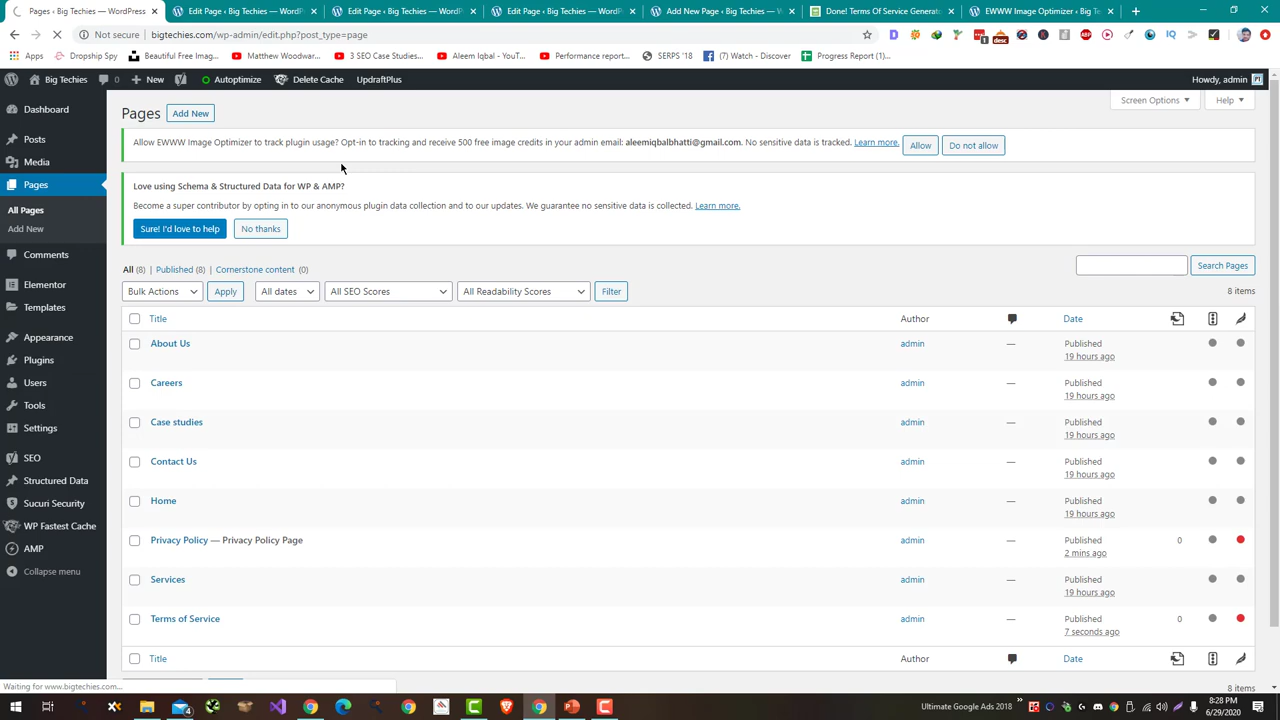 Pages ‹ Big Techies — WordPress
Edit Page ‹ Big Techies — WordPr
Edit Page ‹ Big Techies — WordPr
Edit Page ‹ Big Techies — WordPr
Add New Page ‹ Big Techies — W
Done! Terms Of Service Generato
EWWW Image Optimizer ‹ Big Te
Not secure | bigtechies.com/wp-admin/edit.php?post_type=page
Apps
Dropship Spy
Beautiful Free Imag...
Matthew Woodwar...
3 SEO Case Studies...
Aleem Iqbal - YouT...
Performance report...
SERPS '18
(7) Watch - Discover
Progress Report (1)...
Big Techies
0
New
Autoptimize
Delete Cache
UpdraftPlus
Howdy, admin
Dashboard
Posts
Media
Pages
All Pages
Add New
Comments
Elementor
Templates
Appearance
Plugins
Users
Tools
Settings
SEO
Structured Data
Sucuri Security
WP Fastest Cache
AMP
Collapse menu
Screen Options
Help
Pages
Add New
Allow EWWW Image Optimizer to track plugin usage? Opt-in to tracking and receive 500 free image credits in your admin email: aleemiqbalbhatti@gmail.com. No sensitive data is tracked. Learn more. Allow Do not allow
Love using Schema & Structured Data for WP & AMP?
Become a super contributor by opting in to our anonymous plugin data collection and to our updates. We guarantee no sensitive data is collected. Learn more.
Sure! I'd love to help
No thanks
All (8) | Published (8) | Cornerstone content (0)
Search Pages
Bulk Actions
Apply
All dates
All SEO Scores
All Readability Scores
Filter
8 items
Title Author Date
About Us admin — Published
19 hours ago
Careers admin — Published
19 hours ago
Case studies admin — Published
19 hours ago
Contact Us admin — Published
19 hours ago
Home admin — Published
19 hours ago
Privacy Policy — Privacy Policy Page admin — Published 0
2 mins ago
Services admin — Published
19 hours ago
Terms of Service admin — Published 0
7 seconds ago
Title Author Date
8 items
Waiting for www.bigtechies.com...
Ultimate Google Ads 2018
8:28 PM
6/29/2020